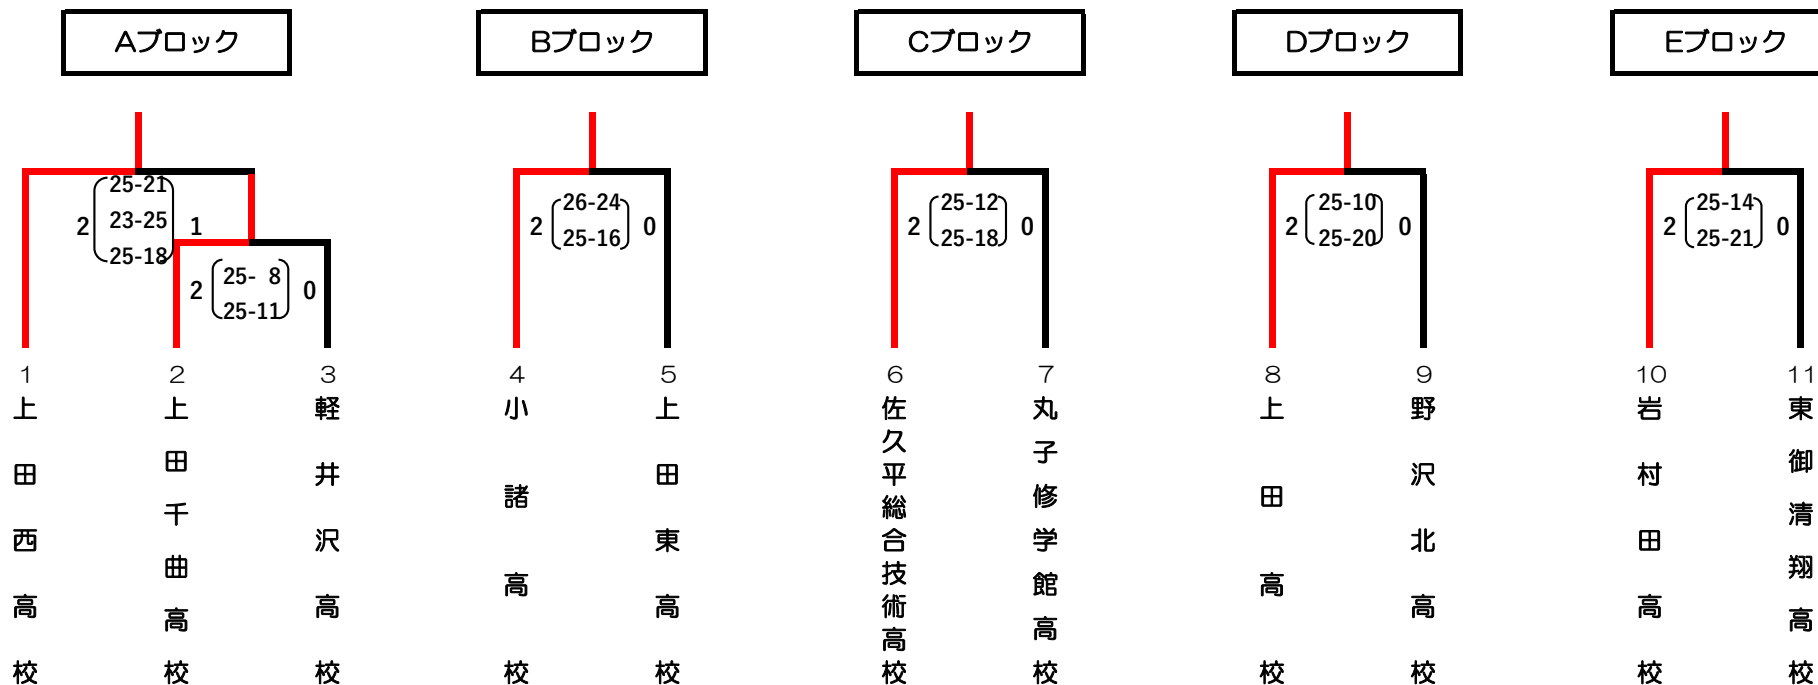 Aブロック
Bブロック
Cブロック
Dブロック
Eブロック
2
25-21
23-25
25-18
1
2
25- 8
25-11
0
2
26-24
25-16
0
2
25-12
25-18
0
2
25-10
25-20
0
2
25-14
25-21
0
1
上田西高校
2
上田千曲高校
3
軽井沢高校
4
小諸高校
5
上田東高校
6
佐久平総合技術高校
7
丸子修学館高校
8
上田高校
9
野沢北高校
10
岩村田高校
11
東御清翔高校